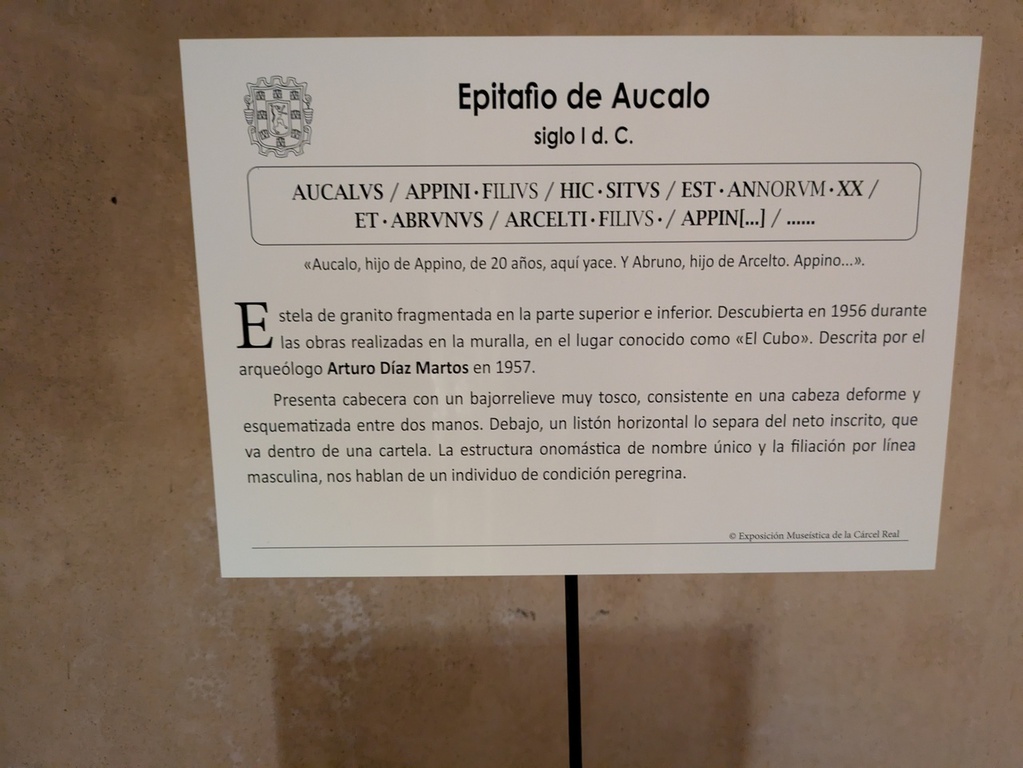 Epitafio de Aucalo
siglo I d. C.
AUCALVS / APPINI · FILIVS / HIC · SITVS / EST · ANNORVM · XX /
ET · ABRVNVS / ARCELTI · FILIVS · / APPIN[...] / ......
«Aucalo, hijo de Appino, de 20 años, aquí yace. Y Abruno, hijo de Arcelto. Appino...».
Estela de granito fragmentada en la parte superior e inferior. Descubierta en 1956 durante
las obras realizadas en la muralla, en el lugar conocido como «El Cubo». Descrita por el
arqueólogo Arturo Díaz Martos en 1957.
Presenta cabecera con un bajorrelieve muy tosco, consistente en una cabeza deforme y
esquematizada entre dos manos. Debajo, un listón horizontal lo separa del neto inscrito, que
va dentro de una cartela. La estructura onomástica de nombre único y la filiación por línea
masculina, nos hablan de un individuo de condición peregrina.
© Exposición Museística de la Cárcel Real